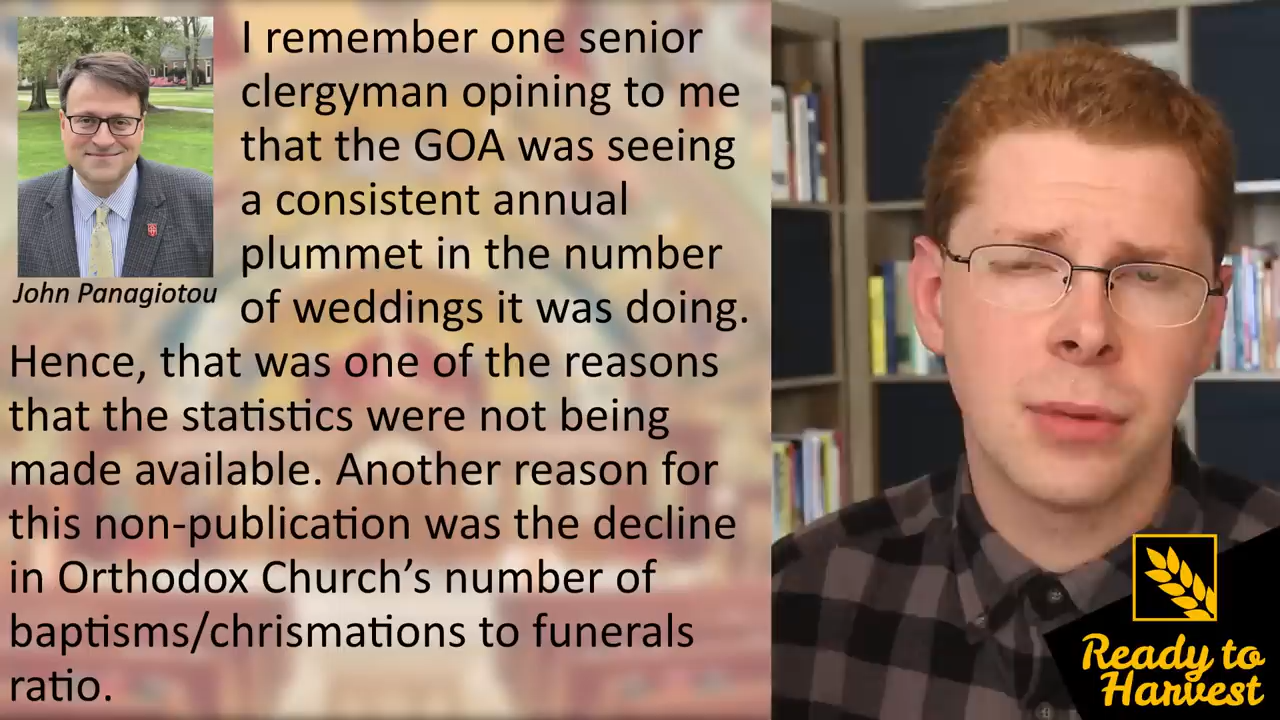 I remember one senior
clergyman opining to me
that the GOA was seeing
a consistent annual
plummet in the number
of weddings it was doing.
John Panagiotou
Hence, that was one of the reasons
that the statistics were not being
made available. Another reason for
this non-publication was the decline
in Orthodox Church’s number of
baptisms/chrismations to funerals
ratio.
Ready to
Harvest